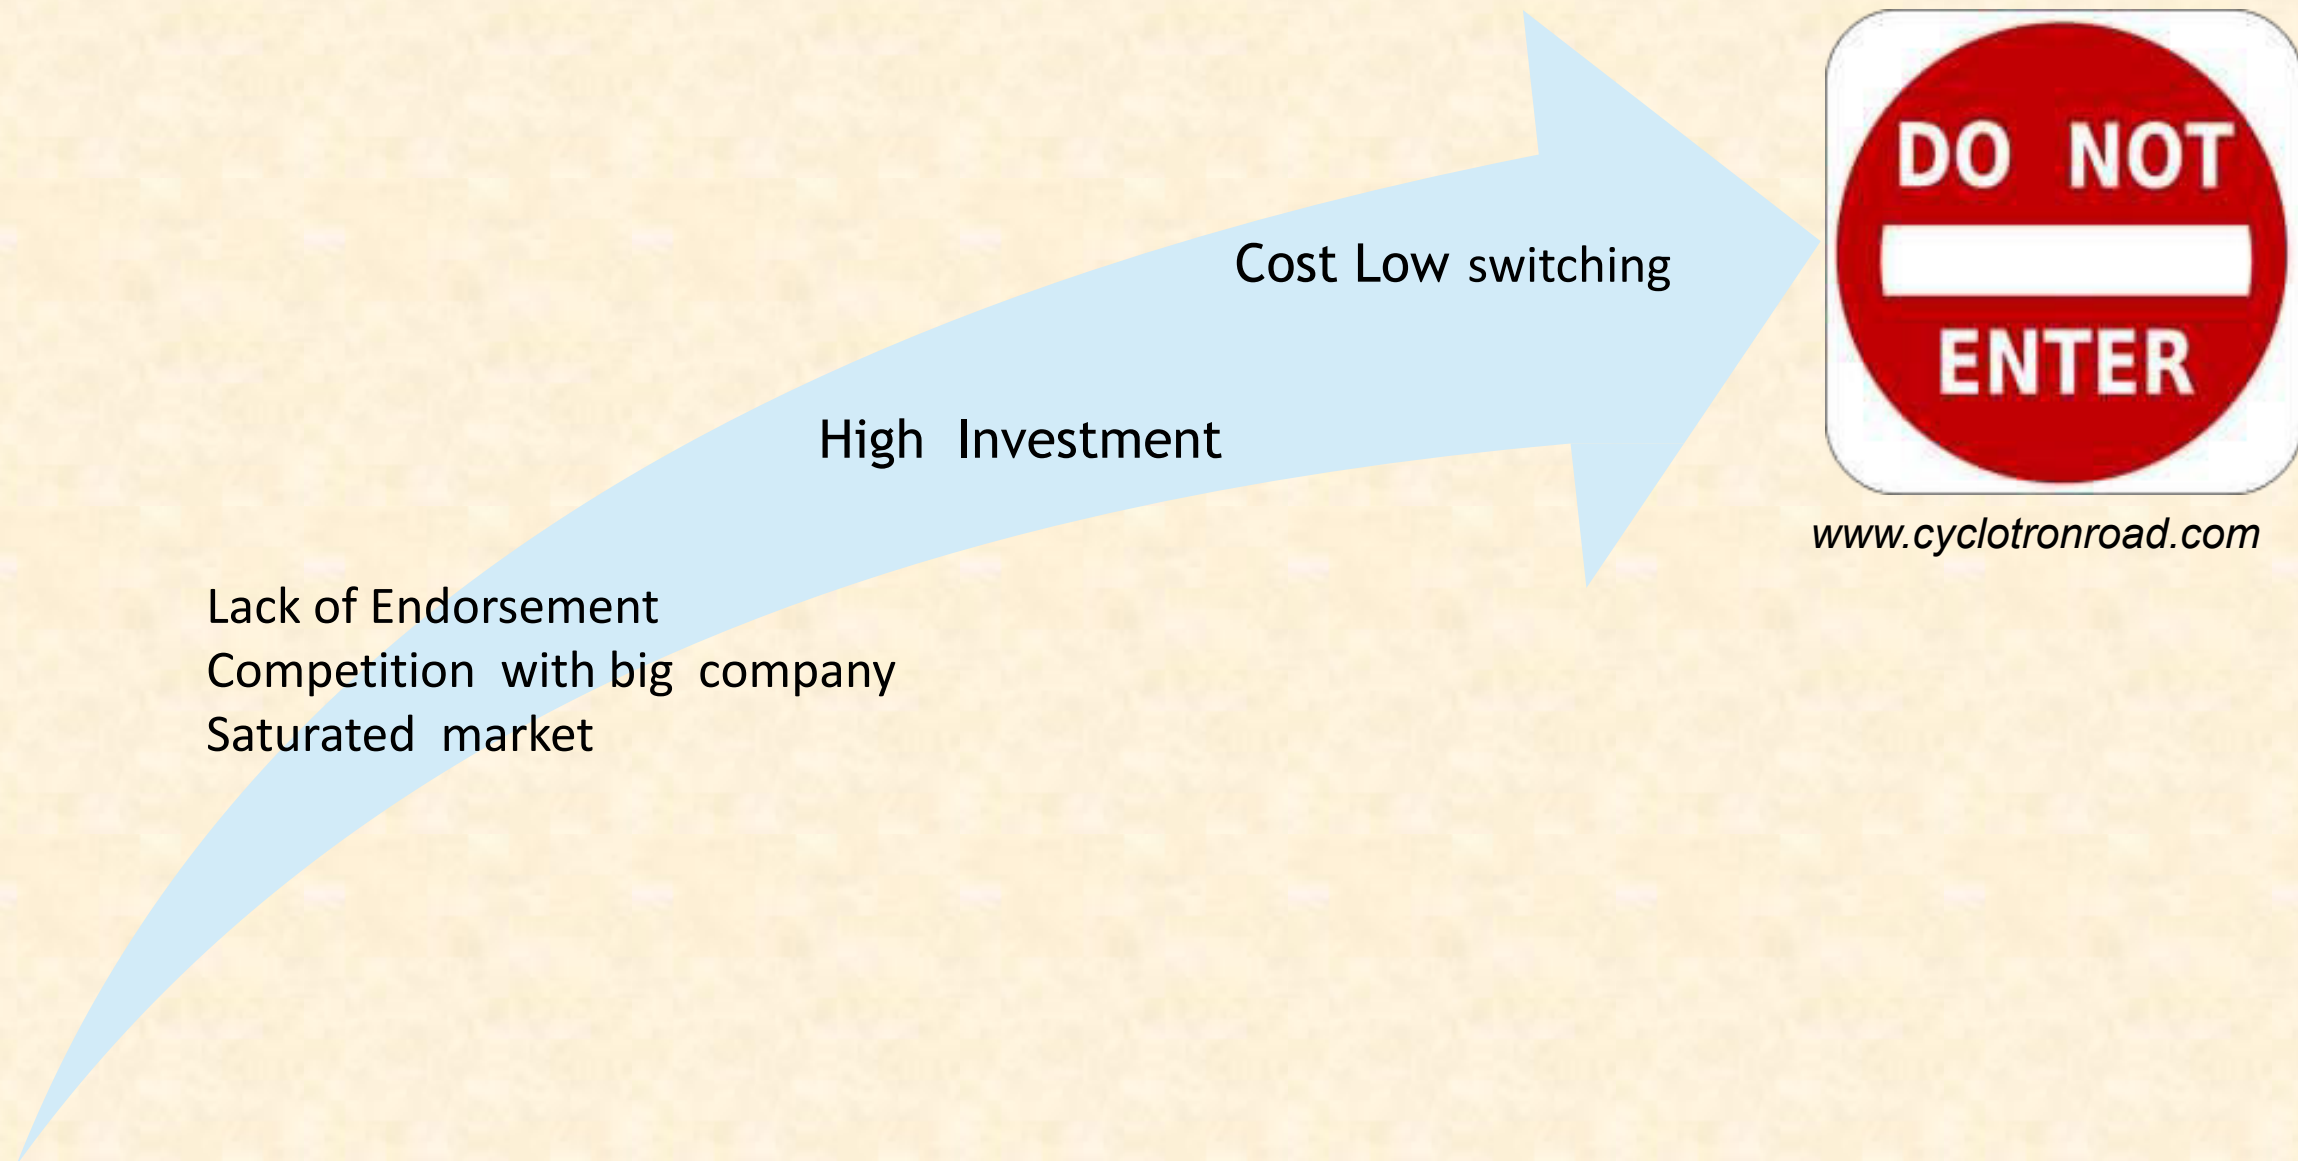 DO NOT
ENTER
Cost Low switching
High Investment
www.cyclotronroad.com
Lack of Endorsement
Competition with big company
Saturated market